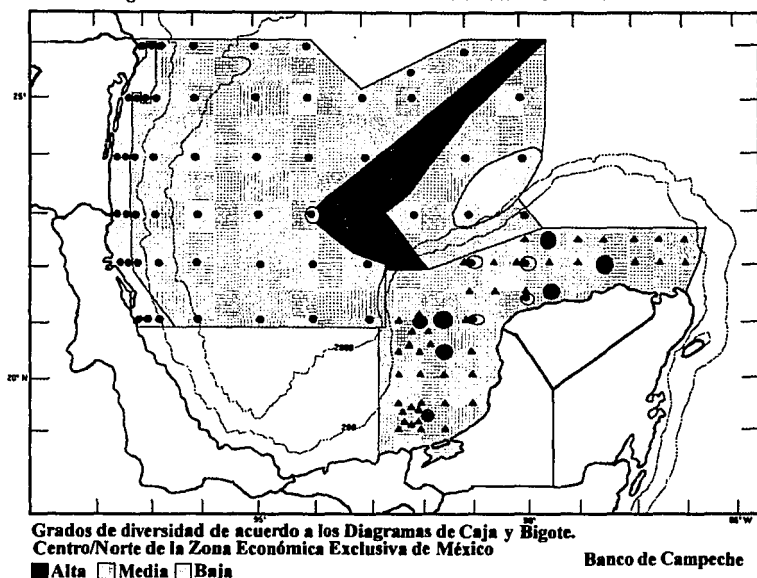 25°
2000
20° N
200
95°
90°
86° W
Grados de diversidad de acuerdo a los Diagramas de Caja y Bigote.
Centro/Norte de la Zona Económica Exclusiva de México
Banco de Campeche
Alta Media Baja